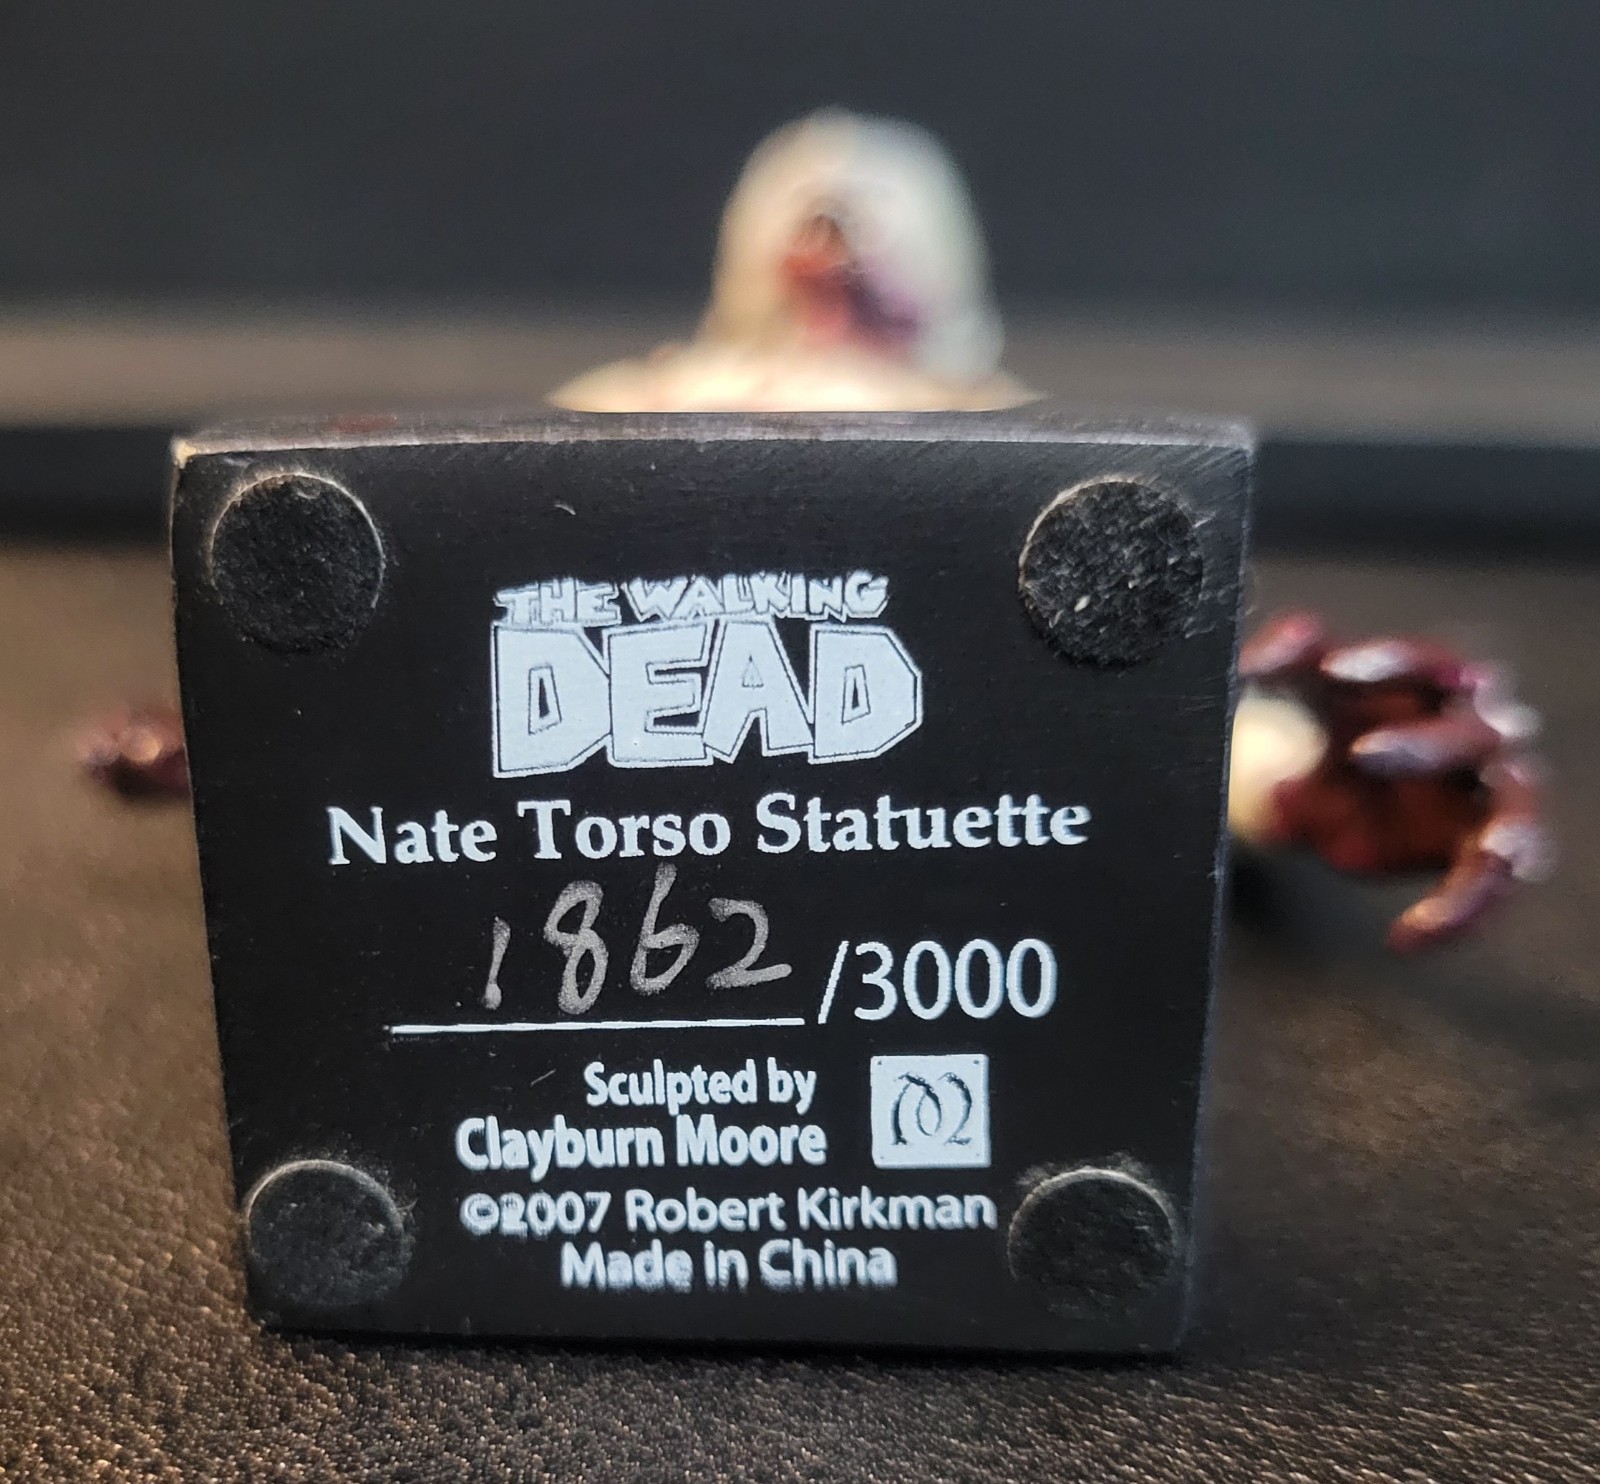 THE WALKING
DEAD
Nate Torso Statuette
1862/3000
Sculpted by
Clayburn Moore
©2007 Robert Kirkman
Made in China